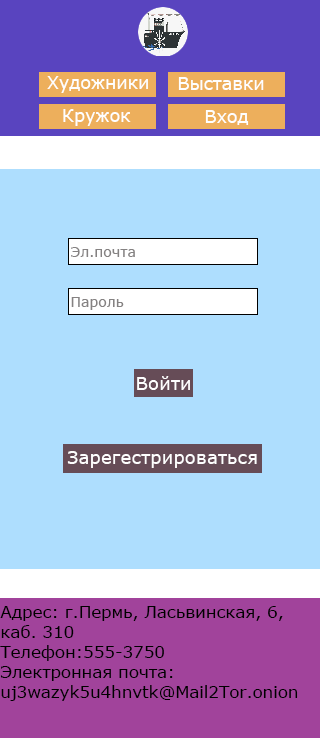 Художники Выставки
Кружок Вход
Эл.почта
Пароль
Войти
Зарегестрироваться
Адрес: г.Пермь, Ласьвинская, 6,
каб. 310
Телефон:555-3750
Электронная почта:
uj3wazyk5u4hnvtk@Mail2Tor.onion